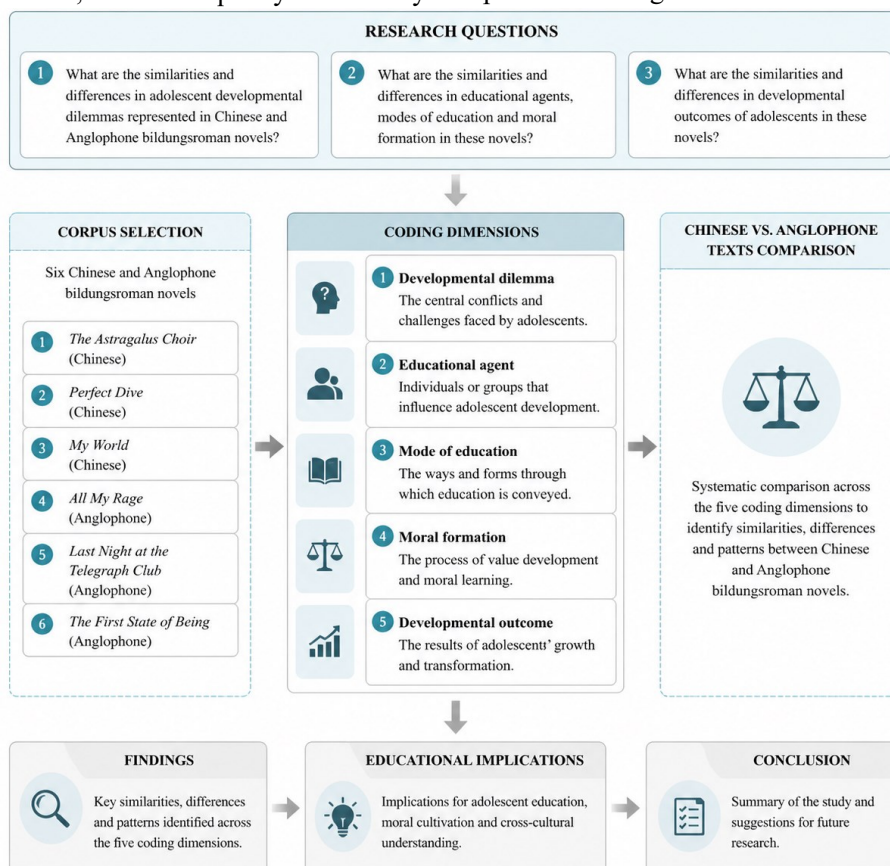 RESEARCH QUESTIONS
1 What are the similarities and
differences in adolescent developmental
dilemmas represented in Chinese and
Anglophone bildungsroman novels?
2 What are the similarities and
differences in educational agents,
modes of education and moral
formation in these novels?
3 What are the similarities and
differences in developmental
outcomes of adolescents in these
novels?
CORPUS SELECTION
Six Chinese and Anglophone
bildungsroman novels
1 The Astragalus Choir
(Chinese)
2 Perfect Dive
(Chinese)
3 My World
(Chinese)
4 All My Rage
(Anglophone)
5 Last Night at the
Telegraph Club
(Anglophone)
6 The First State of Being
(Anglophone)
CODING DIMENSIONS
?
1 Developmental dilemma
The central conflicts and
challenges faced by adolescents.
2 Educational agent
Individuals or groups that
influence adolescent development.
3 Mode of education
The ways and forms through
which education is conveyed.
4 Moral formation
The process of value development
and moral learning.
5 Developmental outcome
The results of adolescents' growth
and transformation.
CHINESE VS. ANGLOPHONE
TEXTS COMPARISON
Systematic comparison across
the five coding dimensions to
identify similarities, differences
and patterns between Chinese
and Anglophone
bildungsroman novels.
FINDINGS
Key similarities, differences
and patterns identified across
the five coding dimensions.
EDUCATIONAL IMPLICATIONS
Implications for adolescent education,
moral cultivation and cross-cultural
understanding.
CONCLUSION
Summary of the study and
suggestions for future
research.